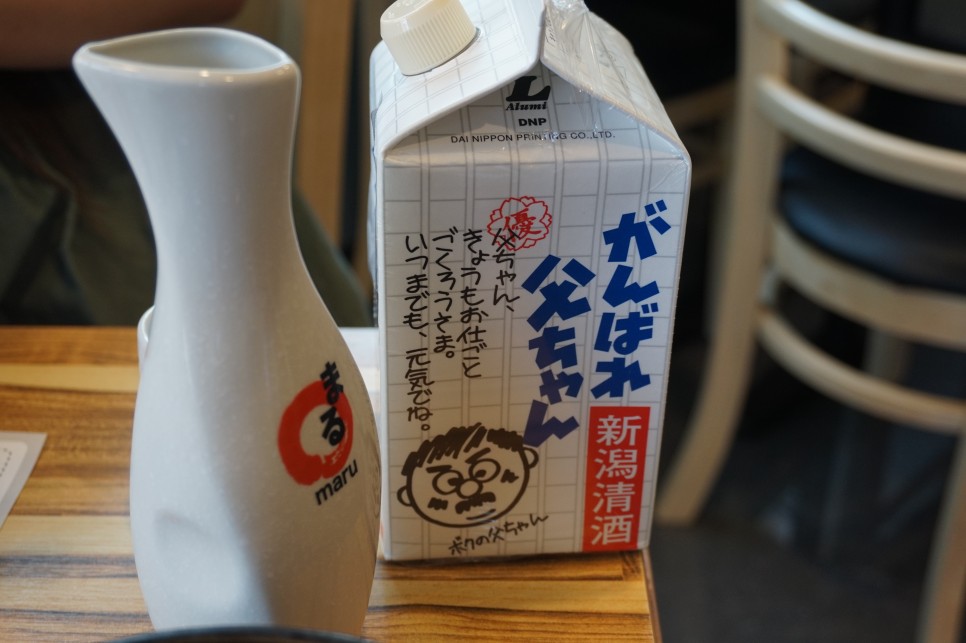 まる
maru
L
Alumi
DNP
DAI NIPPON PRINTING CO.,LTD.
がんばれ
父ちゃん
新潟清酒
優
父ちゃん、
きょうもお仕ごと
ごくろうさま。
いつまでも、元気でね。
ボクの父ちゃん